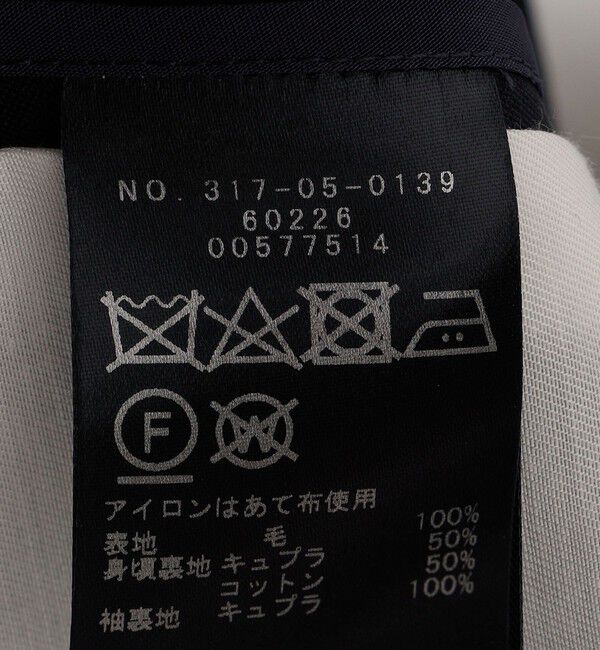 NO. 317-05-0139
60226
00577514
F W
アイロンはあて布使用
表地 毛 100%
身頃裏地 キュプラ 50%
コットン 50%
袖裏地 キュプラ 100%